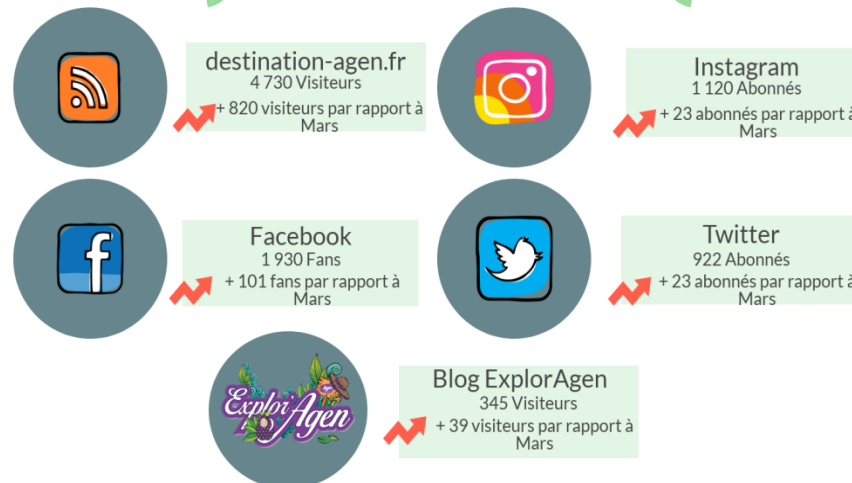 destination-agen.fr
4 730 Visiteurs
+ 820 visiteurs par rapport à
Mars
Instagram
1 120 Abonnés
+ 23 abonnés par rapport à
Mars
Facebook
1 930 Fans
+ 101 fans par rapport à
Mars
Twitter
922 Abonnés
+ 23 abonnés par rapport à
Mars
Explor'Agen
Blog ExplorAgen
345 Visiteurs
+ 39 visiteurs par rapport à
Mars